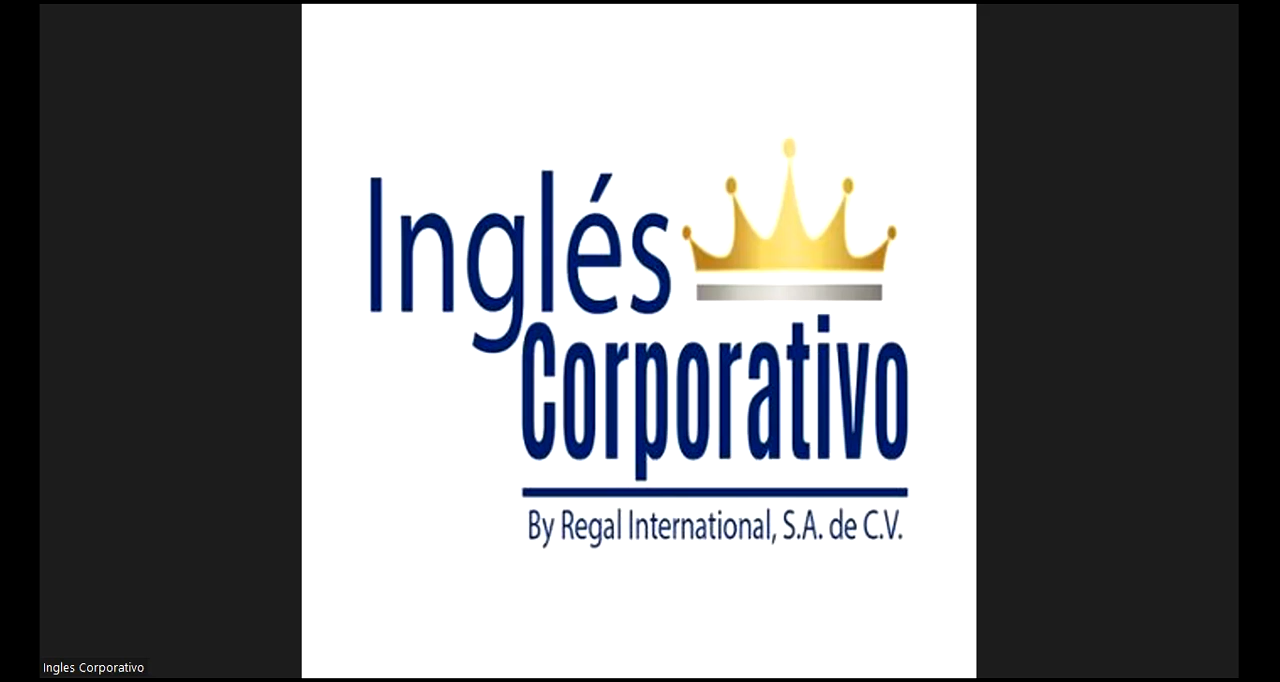 Inglés
Corporativo
By Regal International, S.A. de C.V.
Ingles Corporativo